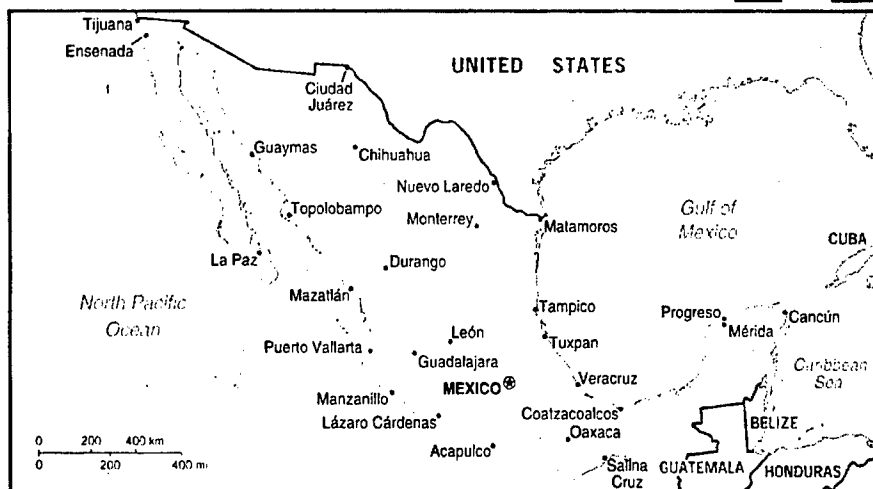 Tijuana
Ensenada
UNITED STATES
Ciudad
Juárez
Guaymas
Chihuahua
Nuevo Laredo
Topolobampo
Monterrey
Matamoros
Gulf of
Mexico
CUBA
La Paz
Durango
Mazatlán
North Pacific
Ocean
Tampico
Progreso
Mérida
Cancún
León
Tuxpan
Puerto Vallarta
Guadalajara
Caribbean
Sea
MEXICO
Veracruz
Manzanillo
Lázaro Cárdenas
Coatzacoalcos
BELIZE
Oaxaca
Acapulco
Salina
Cruz
GUATEMALA
HONDURAS
0 200 400 km
0 200 400 mi